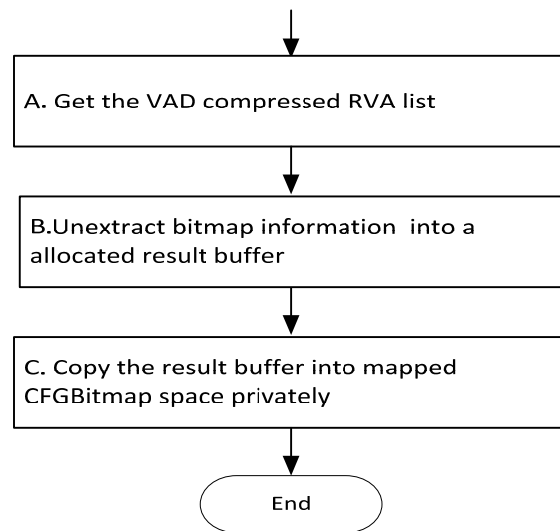 A. Get the VAD compressed RVA list
B.Unextract bitmap information into a
allocated result buffer
C. Copy the result buffer into mapped
CFGBitmap space privately
End